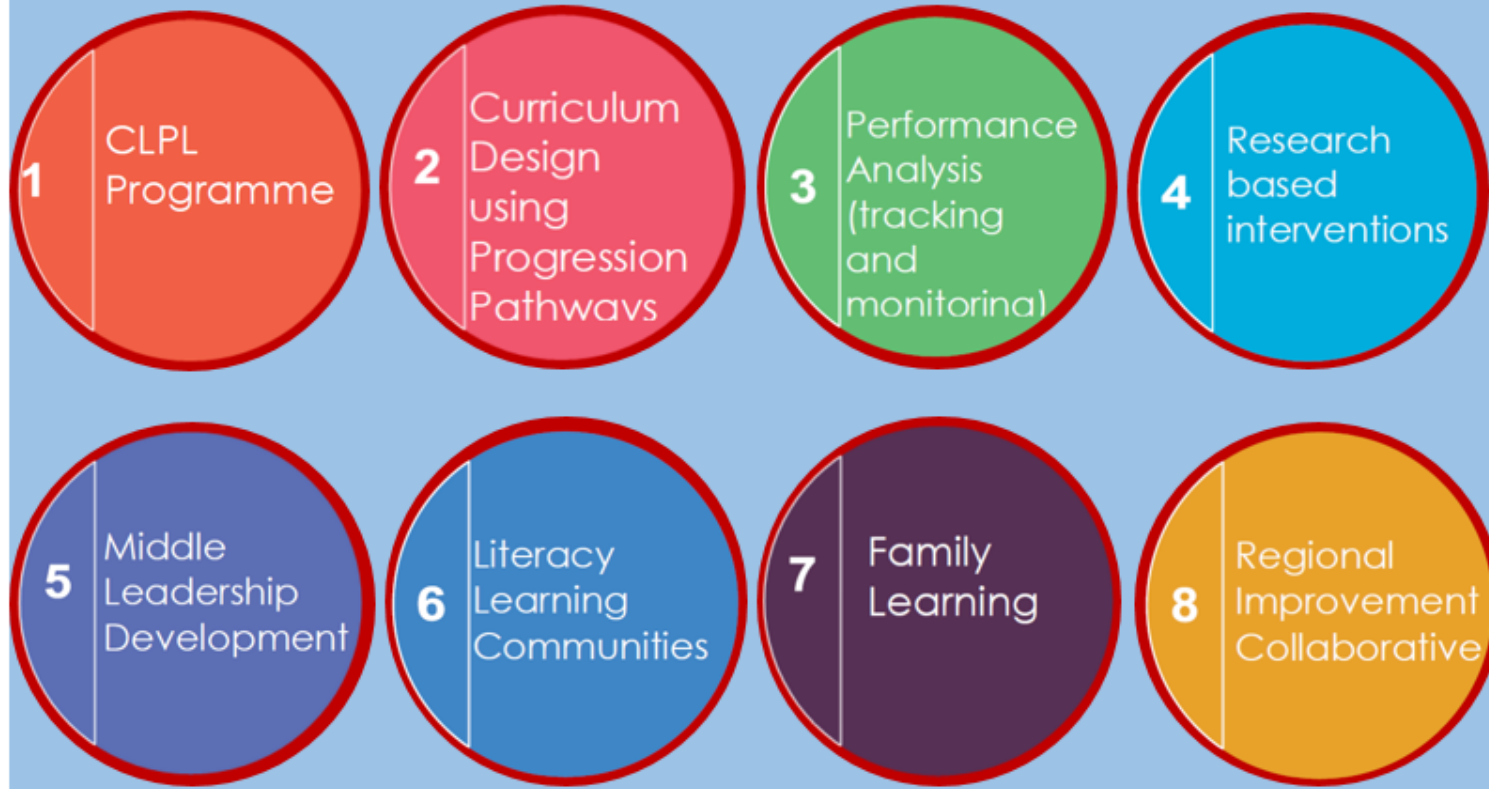 1
CLPL
Programme
2
Curriculum
Design
using
Progression
Pathways
3
Performance
Analysis
(tracking
and
monitoring)
4
Research
based
interventions
5
Middle
Leadership
Development
6
Literacy
Learning
Communities
7
Family
Learning
8
Regional
Improvement
Collaborative